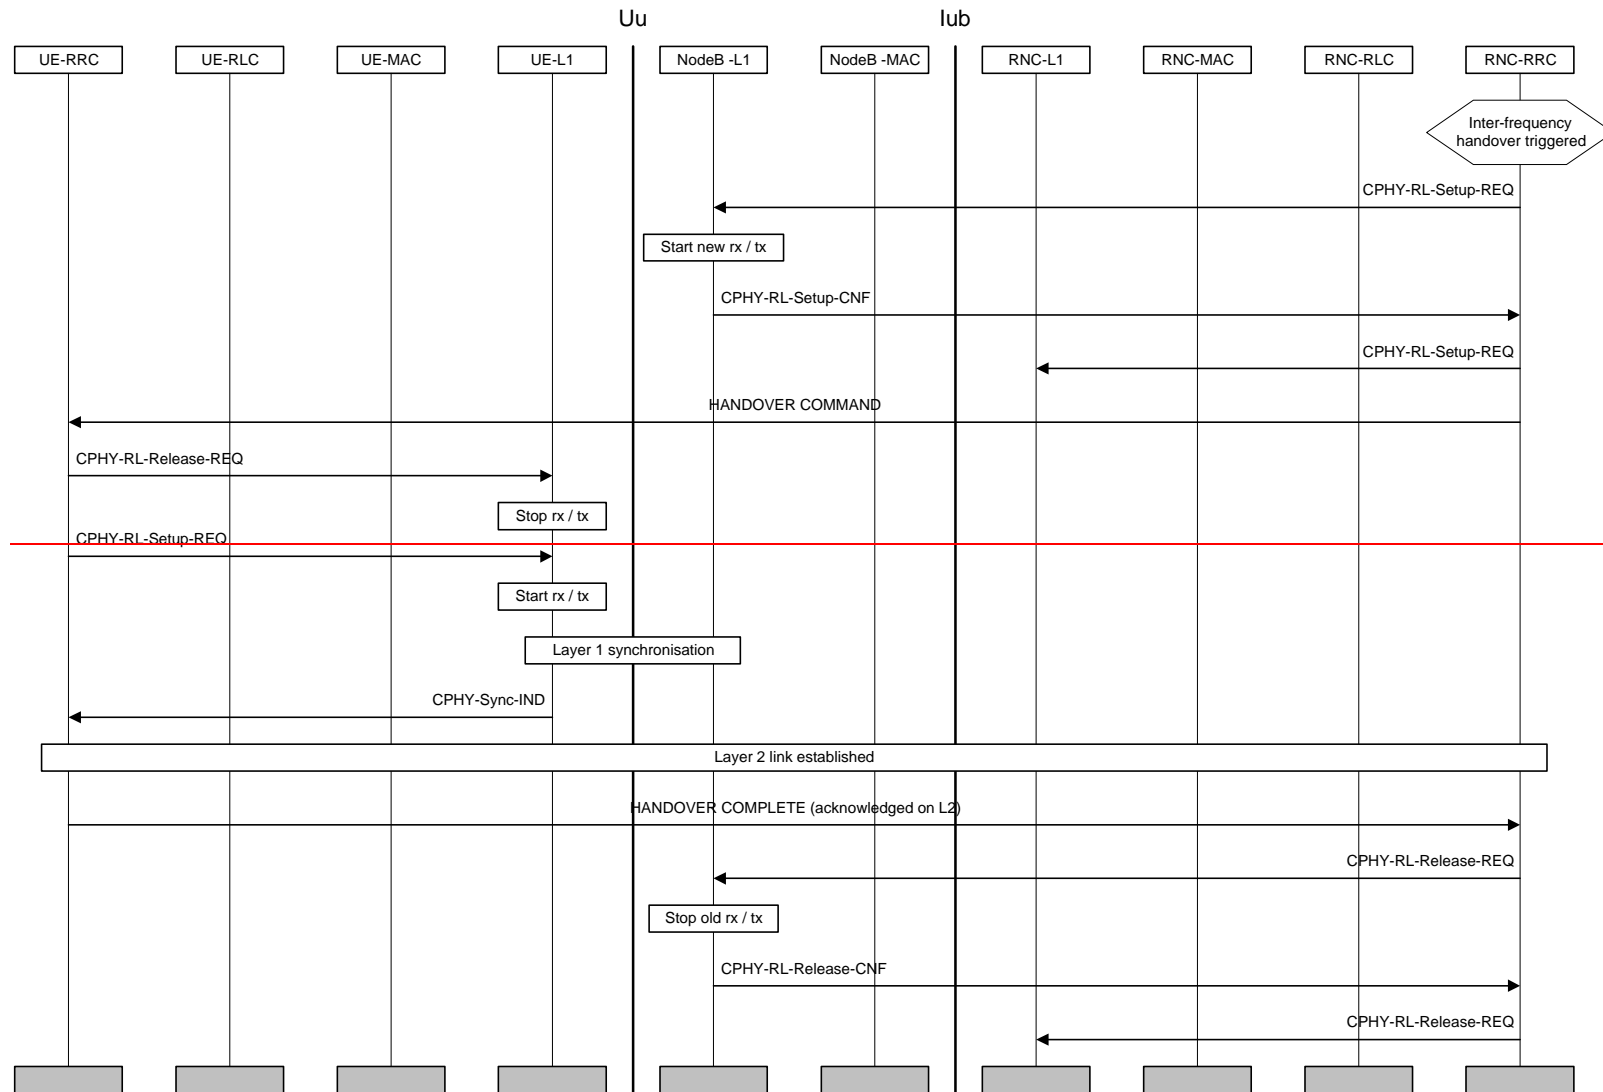 Uu
Iub
UE-RRC
UE-RLC
UE-MAC
UE-L1
NodeB -L1
NodeB -MAC
RNC-L1
RNC-MAC
RNC-RLC
RNC-RRC
Inter-frequency
handover triggered
CPHY-RL-Setup-REQ
Start new rx / tx
CPHY-RL-Setup-CNF
CPHY-RL-Setup-REQ
HANDOVER COMMAND
CPHY-RL-Release-REQ
Stop rx / tx
CPHY-RL-Setup-REQ
Start rx / tx
Layer 1 synchronisation
CPHY-Sync-IND
Layer 2 link established
HANDOVER COMPLETE (acknowledged on L2)
CPHY-RL-Release-REQ
Stop old rx / tx
CPHY-RL-Release-CNF
CPHY-RL-Release-REQ